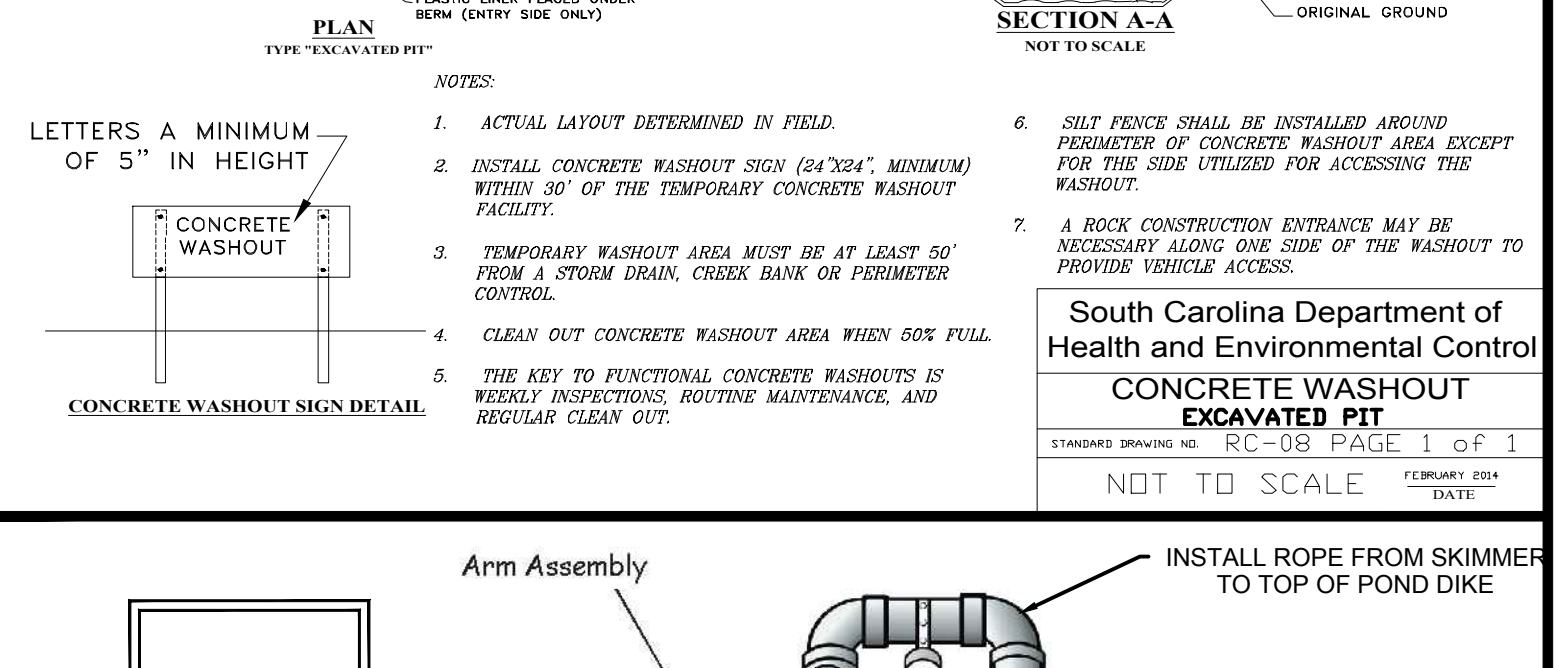 PLASTIC LINER PLACED UNDER
BERM (ENTRY SIDE ONLY)
PLAN
TYPE "EXCAVATED PIT"
SECTION A-A
NOT TO SCALE
ORIGINAL GROUND
LETTERS A MINIMUM
OF 5" IN HEIGHT
CONCRETE
WASHOUT
CONCRETE WASHOUT SIGN DETAIL
NOTES:
1. ACTUAL LAYOUT DETERMINED IN FIELD.
2. INSTALL CONCRETE WASHOUT SIGN (24"X24", MINIMUM)
WITHIN 30' OF THE TEMPORARY CONCRETE WASHOUT
FACILITY.
3. TEMPORARY WASHOUT AREA MUST BE AT LEAST 50'
FROM A STORM DRAIN, CREEK BANK OR PERIMETER
CONTROL.
4. CLEAN OUT CONCRETE WASHOUT AREA WHEN 50% FULL.
5. THE KEY TO FUNCTIONAL CONCRETE WASHOUTS IS
WEEKLY INSPECTIONS, ROUTINE MAINTENANCE, AND
REGULAR CLEAN OUT.
6. SILT FENCE SHALL BE INSTALLED AROUND
PERIMETER OF CONCRETE WASHOUT AREA EXCEPT
FOR THE SIDE UTILIZED FOR ACCESSING THE
WASHOUT.
7. A ROCK CONSTRUCTION ENTRANCE MAY BE
NECESSARY ALONG ONE SIDE OF THE WASHOUT TO
PROVIDE VEHICLE ACCESS.
South Carolina Department of
Health and Environmental Control
CONCRETE WASHOUT
EXCAVATED PIT
STANDARD DRAWING NO. RC-08 PAGE 1 of 1
NOT TO SCALE FEBRUARY 2014
DATE
Arm Assembly
INSTALL ROPE FROM SKIMMER
TO TOP OF POND DIKE